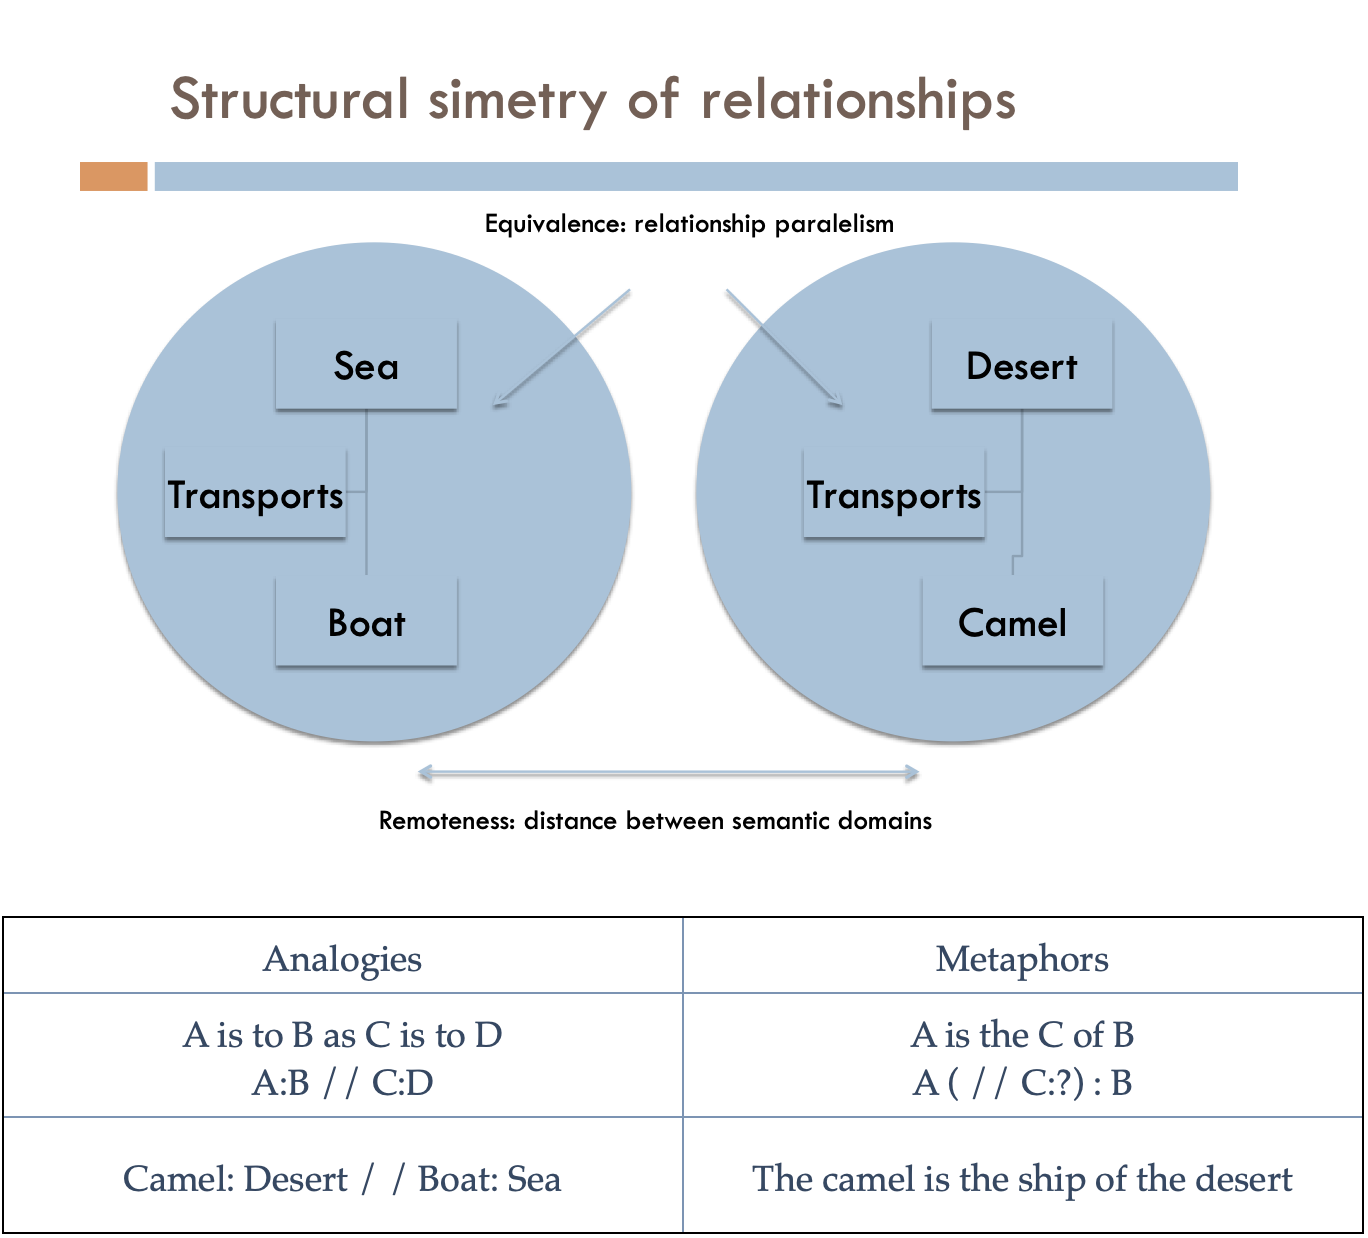 Structural simetry of relationships
Equivalence: relationship paralelism
Sea
Transports
Boat
Desert
Transports
Camel
Remoteness: distance between semantic domains
Analogies
Metaphors
A is to B as C is to D
A:B // C:D
A is the C of B
A ( // C:?) : B
Camel: Desert / / Boat: Sea
The camel is the ship of the desert